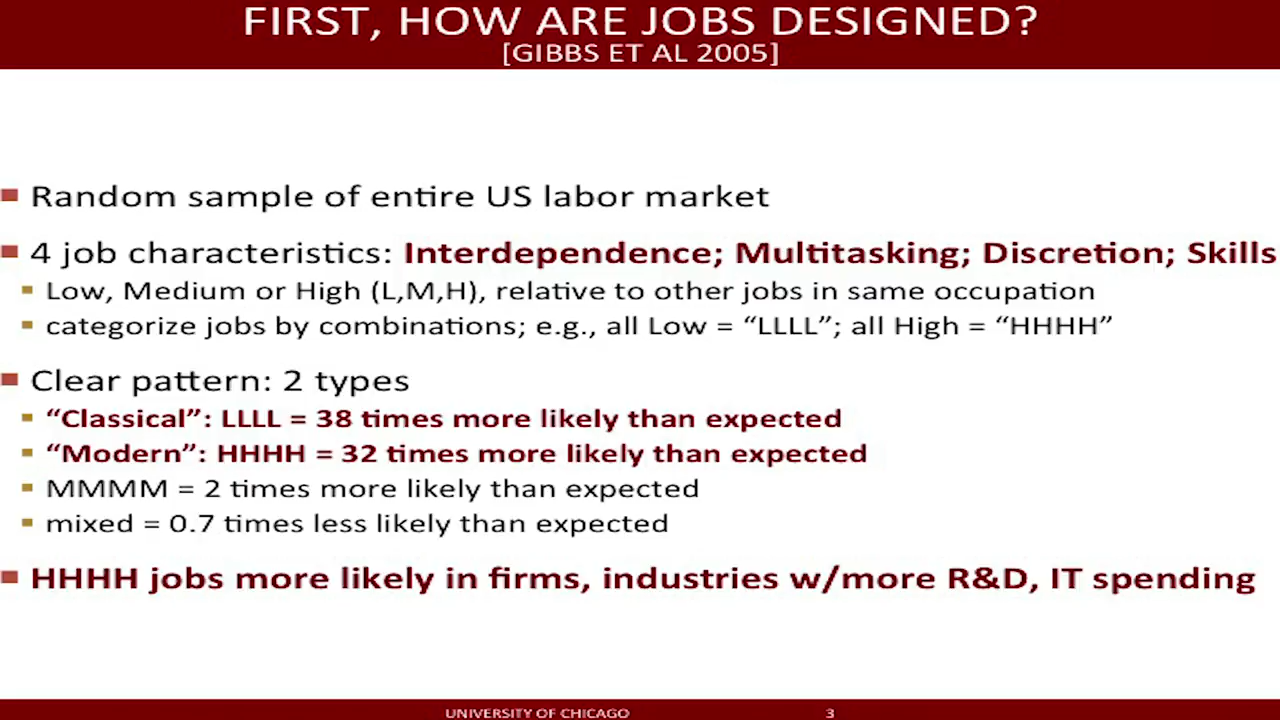 FIRST, HOW ARE JOBS DESIGNED?
[GIBBS ET AL 2005]
Random sample of entire US labor market
4 job characteristics: Interdependence; Multitasking; Discretion; Skills
Low, Medium or High (L,M,H), relative to other jobs in same occupation
categorize jobs by combinations; e.g., all Low = “LLLL”; all High = “HHHH”
Clear pattern: 2 types
“Classical”: LLLL = 38 times more likely than expected
“Modern”: HHHH = 32 times more likely than expected
MMMM = 2 times more likely than expected
mixed = 0.7 times less likely than expected
HHHH jobs more likely in firms, industries w/more R&D, IT spending
UNIVERSITY OF CHICAGO 3